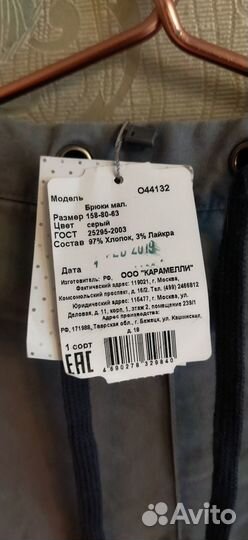 Модель О44132
Брюки мал.
Размер 158-80-63
Цвет серый
ГОСТ 25295-2003
Состав 97% Хлопок, 3% Лайкра
Дата 2019
Изготовитель: РФ, ООО "КАРАМЕЛЛИ"
Фактический адрес: 119021, г. Москва,
Комсомольский проспект, д. 16/2. Тел. (499) 2466812
Юридический адрес: 115477, г. Москва, ул.
Деловая, д. 11, корп. 1, этаж 2, помещение 239/1
Адрес производства:
РФ, 171988, Тверская обл., г. Бежецк, ул. Кашинская,
д. 18
1 сорт
ЕАС
4690278329840
Avito